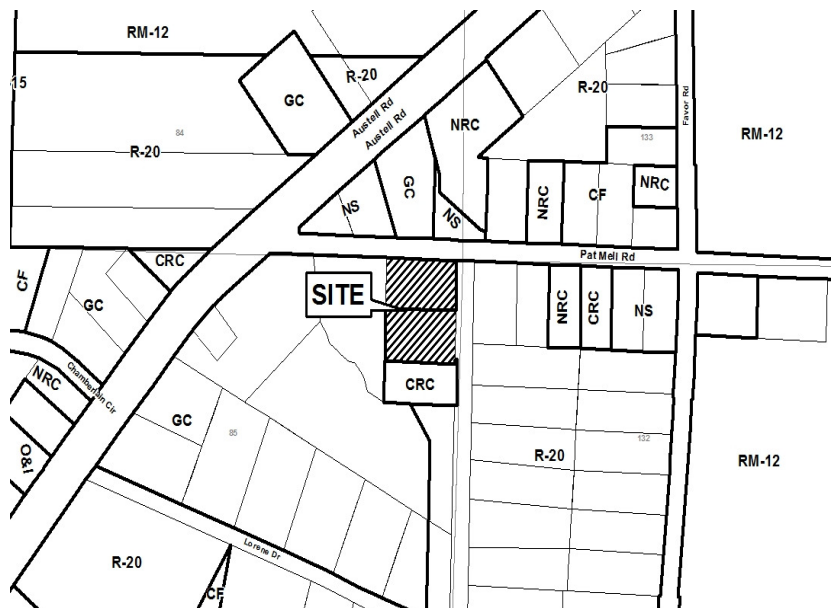 RM-12
15
R-20
GC
Austell Rd
Austell Rd
84
R-20
NRC
R-20
Favor Rd
133
RM-12
NRC
NRC
CF
GC
NS
NS
Pat Mell Rd
CRC
CF
GC
SITE
NRC
CRC
NS
CRC
Chamberlain Cir
NRC
O&I
GC
85
R-20
132
RM-12
Lorene Dr
R-20
CF